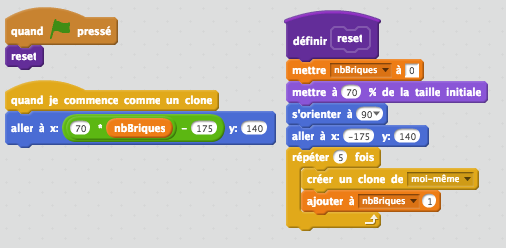 quand pressé
reset
quand je commence comme un clone
aller à x: 70 * nbBriques - 175 y: 140
définir reset
mettre nbBriques à 0
mettre à 70 % de la taille initiale
s'orienter à 90
aller à x: -175 y: 140
répéter 5 fois
créer un clone de moi-même
ajouter à nbBriques 1